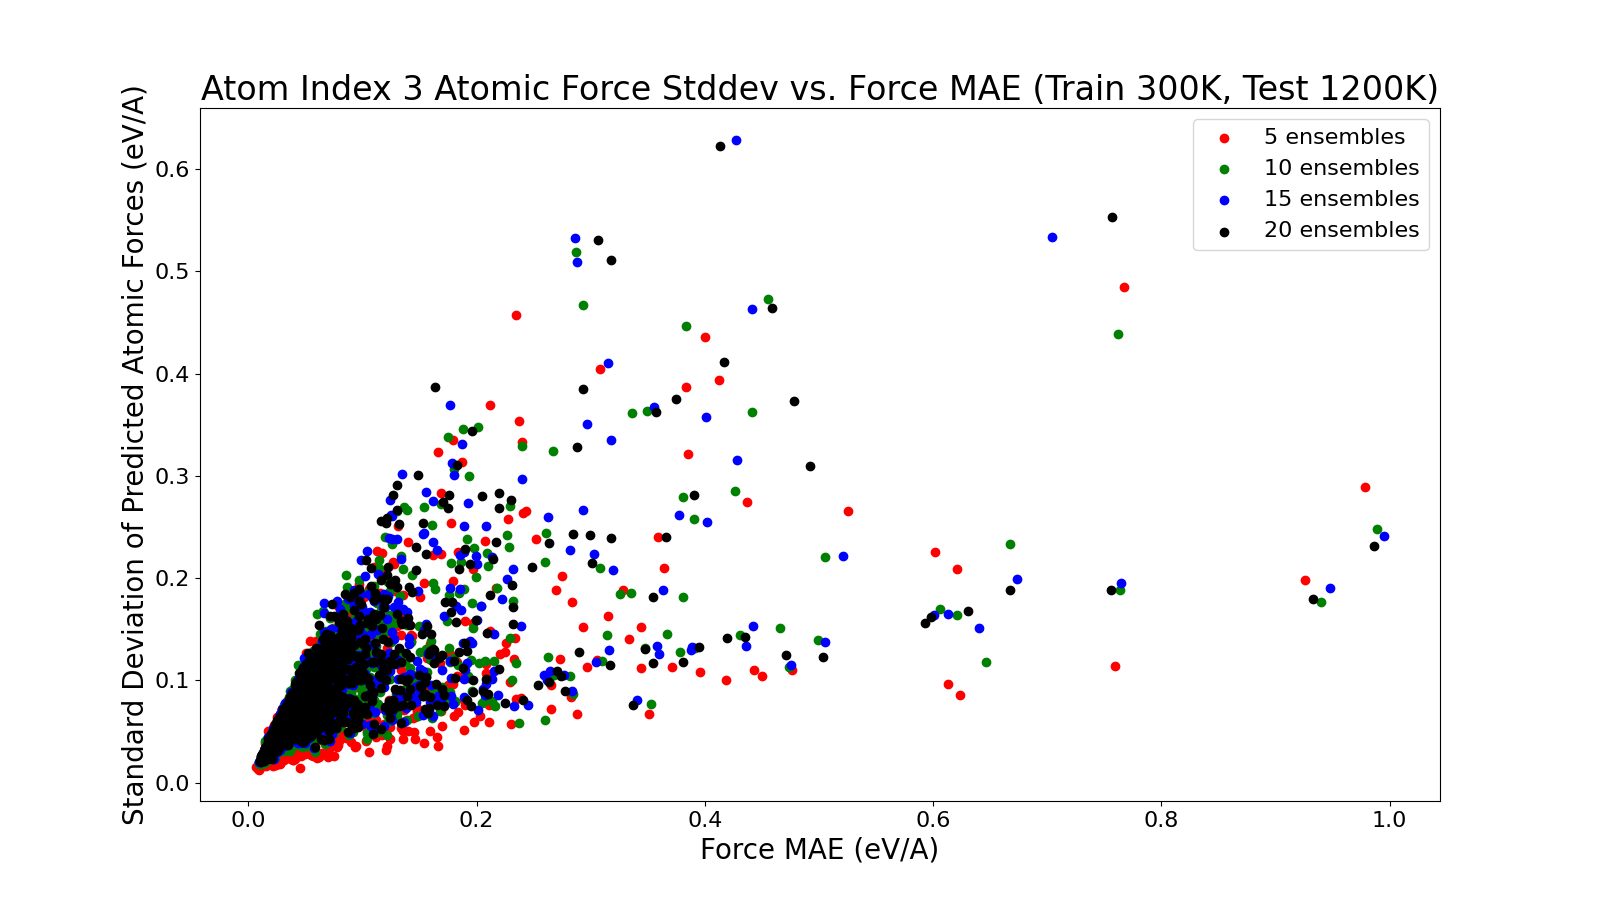 Atom Index 3 Atomic Force Stddev vs. Force MAE (Train 300K, Test 1200K)
5 ensembles
10 ensembles
15 ensembles
20 ensembles
Standard Deviation of Predicted Atomic Forces (eV/A)
0.6
0.5
0.4
0.3
0.2
0.1
0.0
0.0 0.2 0.4 0.6 0.8 1.0
Force MAE (eV/A)